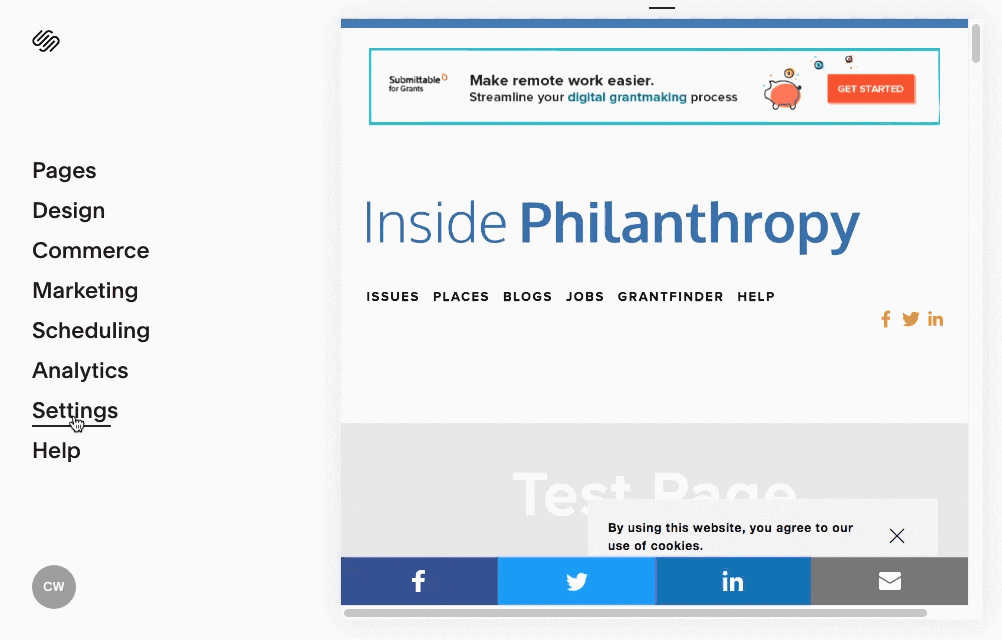 Pages
Design
Commerce
Marketing
Scheduling
Analytics
Settings
Help
CW
Submittable
for Grants
Make remote work easier.
Streamline your digital grantmaking process
GET STARTED
Inside Philanthropy
ISSUES PLACES BLOGS JOBS GRANTFINDER HELP
f in
Test Page
By using this website, you agree to our
use of cookies.
f in